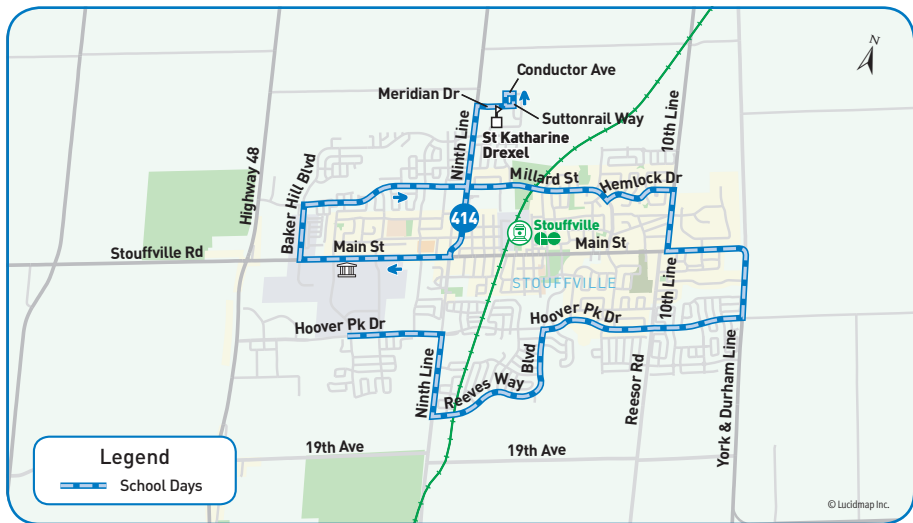 N
Conductor Ave
Meridian Dr
Suttonrail Way
St Katharine
Drexel
Ninth Line
10th Line
Highway 48
Baker Hill Blvd
Millard St
Hemlock Dr
414
Stouffville
GO
Stouffville Rd
Main St
Main St
STOUFFVILLE
10th Line
Hoover Pk Dr
Hoover Pk Dr
Ninth Line
Reeves Way
Blvd
Reesor Rd
York & Durham Line
19th Ave
19th Ave
Legend
School Days
© Lucidmap Inc.